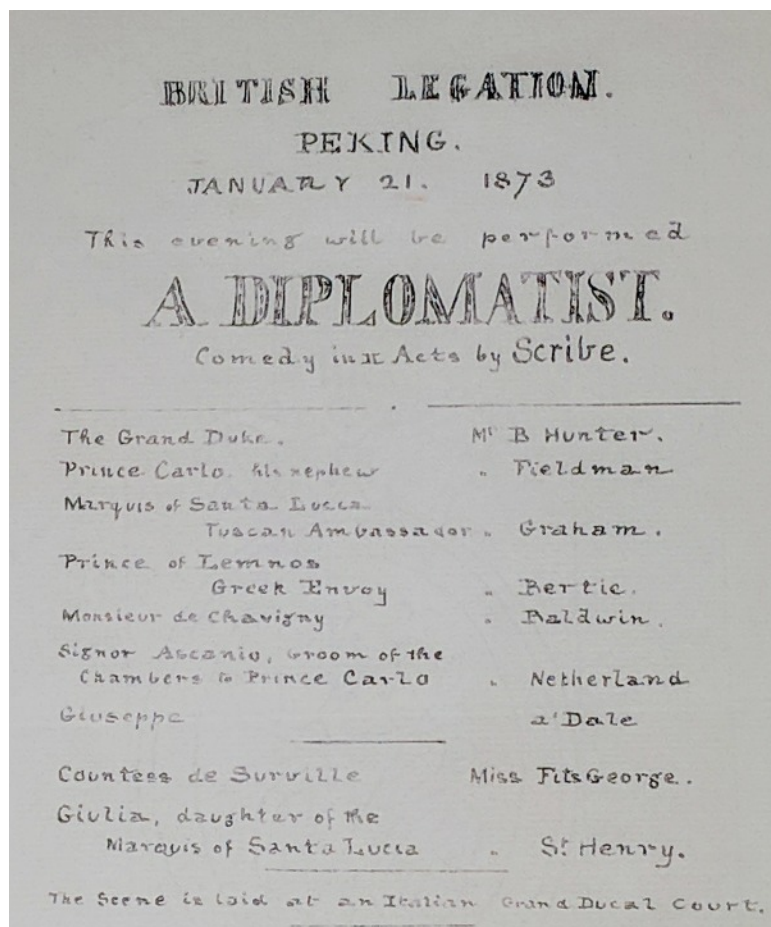 BRITISH LEGATION.
PEKING.
JANUARY 21. 1873
This evening will be performed
A DIPLOMATIST.
Comedy in II Acts by Scribe.
The Grand Duke. Mr B Hunter.
Prince Carlo. his nephew " Fieldman
Marquis of Santa Lucia
Tuscan Ambassador " Graham.
Prince of Lemnos
Greek Envoy " Bertie.
Monsieur de Chavigny " Baldwin.
Signor Ascanio, Groom of the
Chambers to Prince Carlo " Netherland
Giuseppe a'Dale
Countess de Surville Miss FitsGeorge.
Giulia, daughter of the
Marquis of Santa Lucia " St Henry.
The Scene is laid at an Italian Grand Ducal Court.